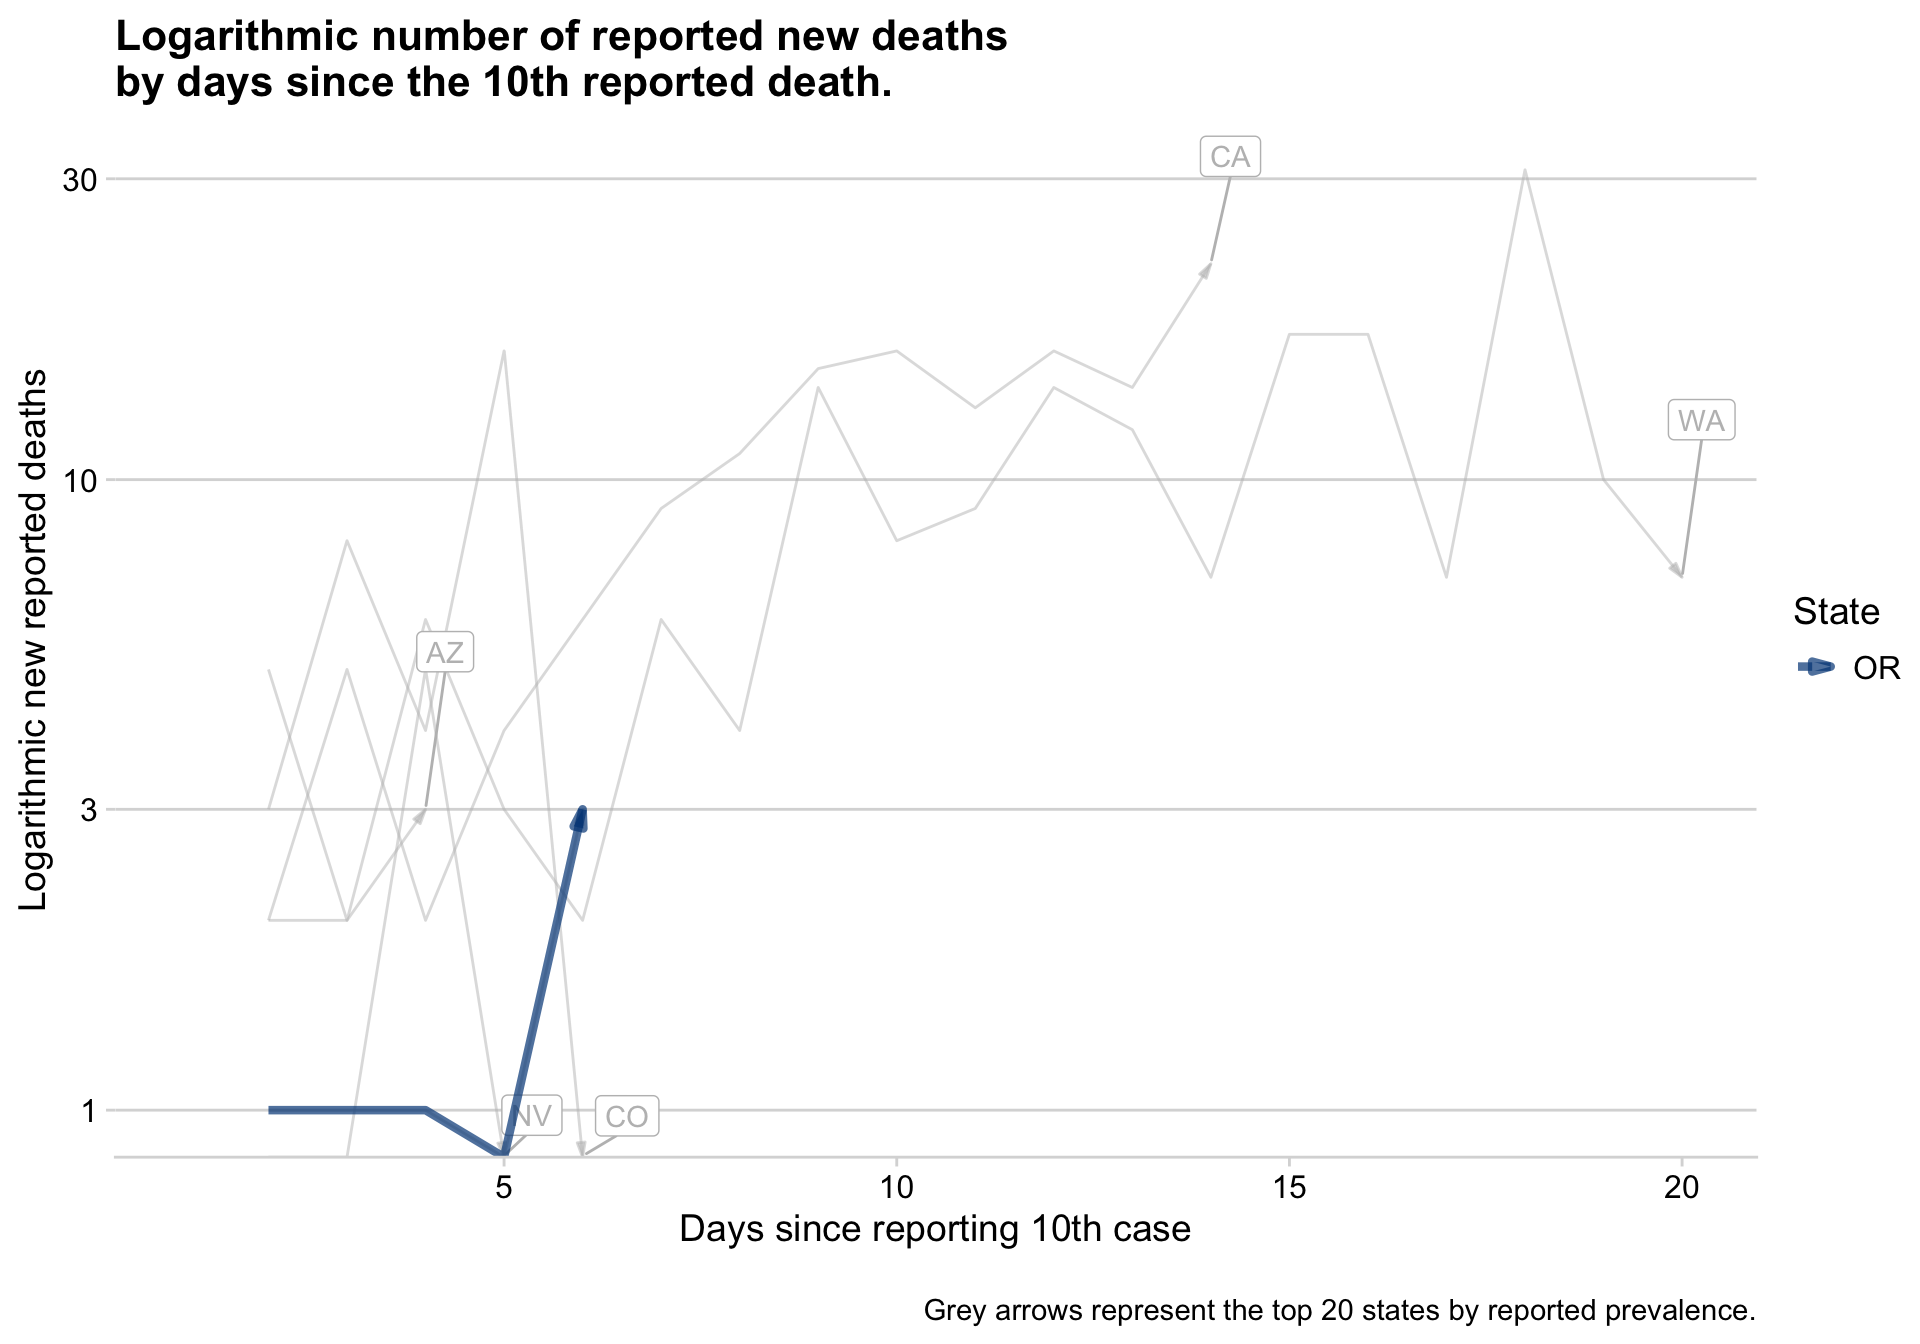 Logarithmic number of reported new deaths
by days since the 10th reported death.
CA
30
WA
10
AZ
3
1
NV
CO
Logarithmic new reported deaths
State
OR
5
10
15
20
Days since reporting 10th case
Grey arrows represent the top 20 states by reported prevalence.